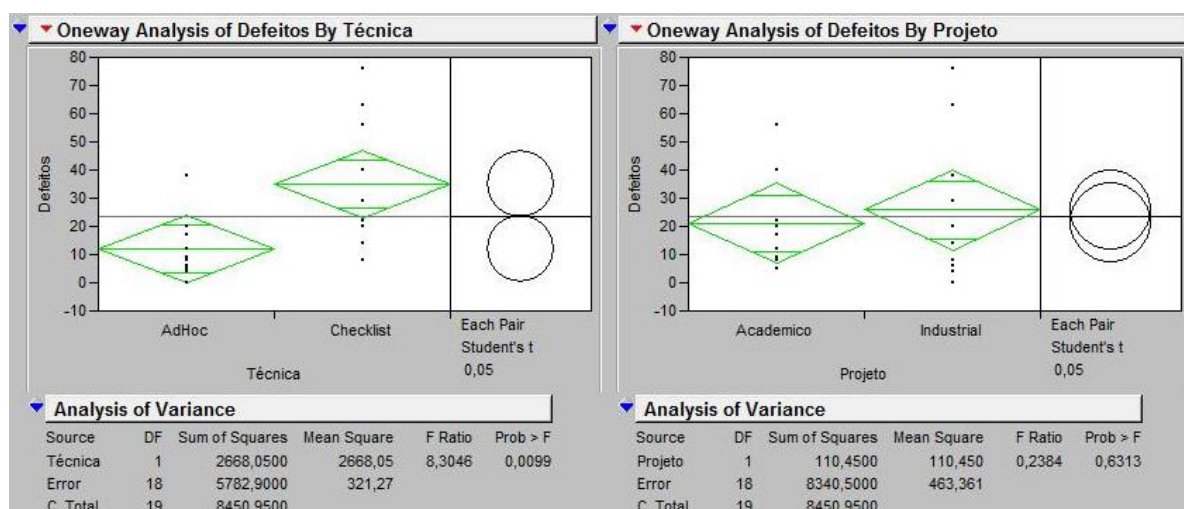 Oneway Analysis of Defeitos By Técnica
80
70
60
50
40
30
20
10
0
-10
Defeitos
AdHoc
Checklist
Each Pair
Student's t
0,05
Técnica
Analysis of Variance
Source DF Sum of Squares Mean Square F Ratio Prob > F
Técnica 1 2668,0500 2668,05 8,3046 0,0099
Error 18 5782,9000 321,27
C. Total 19 8450,9500
Oneway Analysis of Defeitos By Projeto
80
70
60
50
40
30
20
10
0
-10
Defeitos
Academico
Industrial
Each Pair
Student's t
0,05
Projeto
Analysis of Variance
Source DF Sum of Squares Mean Square F Ratio Prob > F
Projeto 1 110,4500 110,450 0,2384 0,6313
Error 18 8340,5000 463,361
C. Total 19 8450,9500